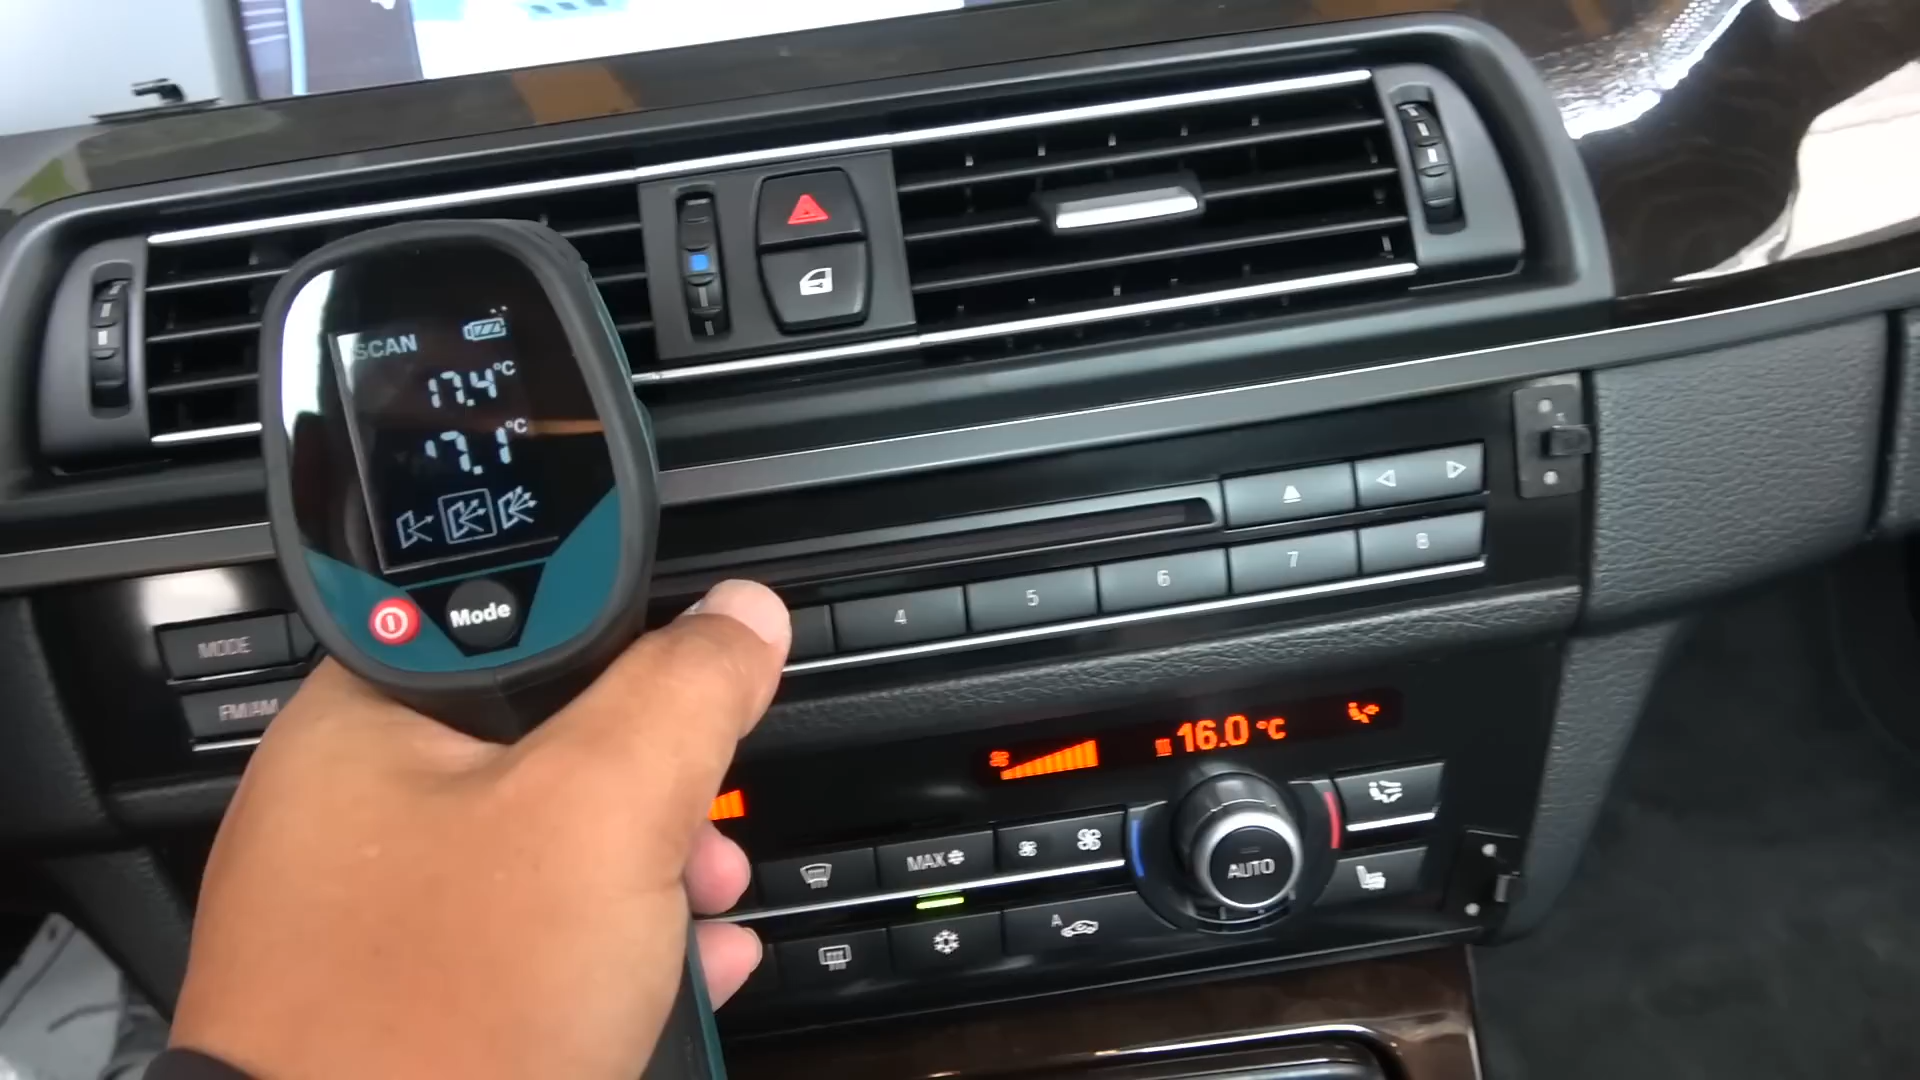 SCAN
17.4°C
17.1°C
Mode
MODE
FM/AM
4
5
6
7
8
16.0 °C
MAX
AUTO
A